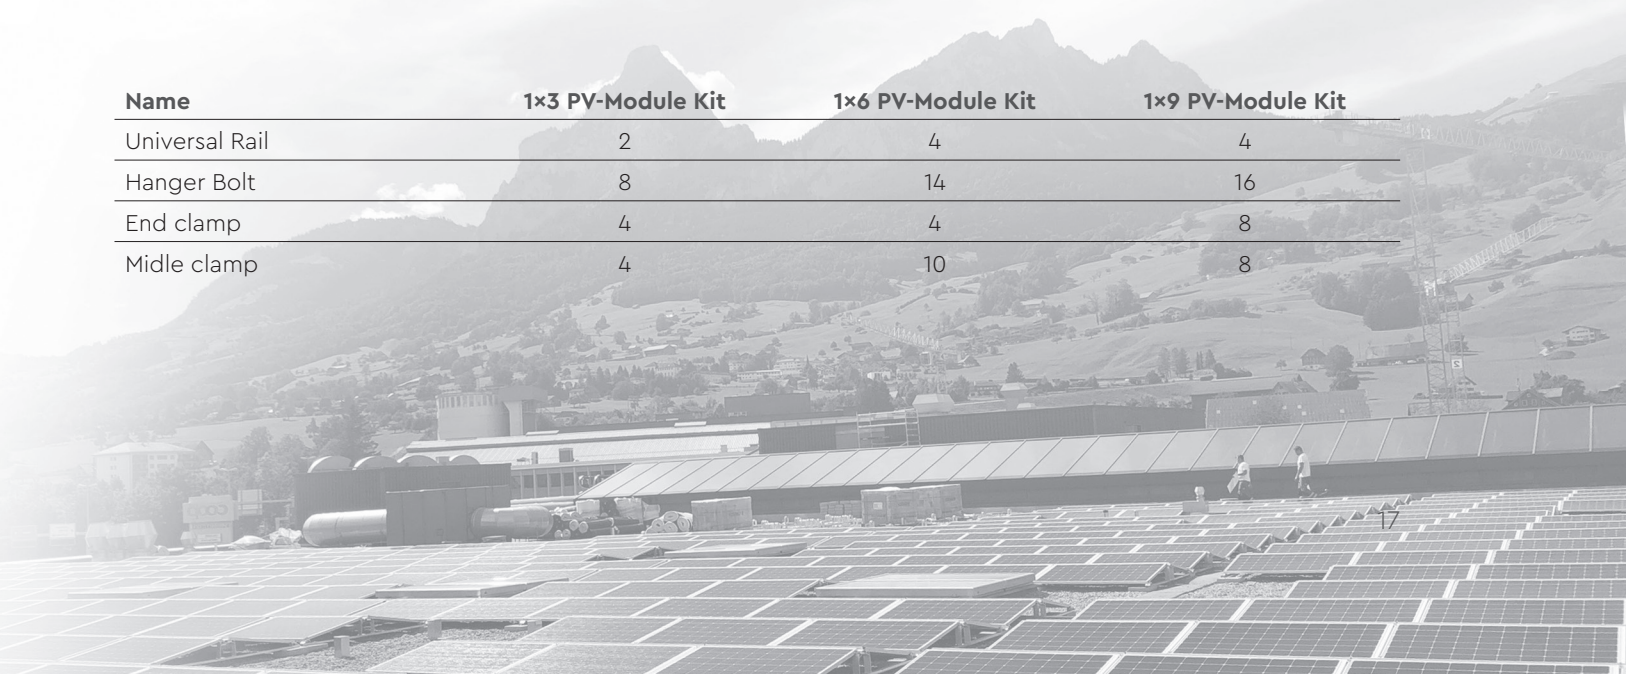 Name 1×3 PV-Module Kit 1×6 PV-Module Kit 1×9 PV-Module Kit
Universal Rail 2 4 4
Hanger Bolt 8 14 16
End clamp 4 4 8
Midle clamp 4 10 8
17